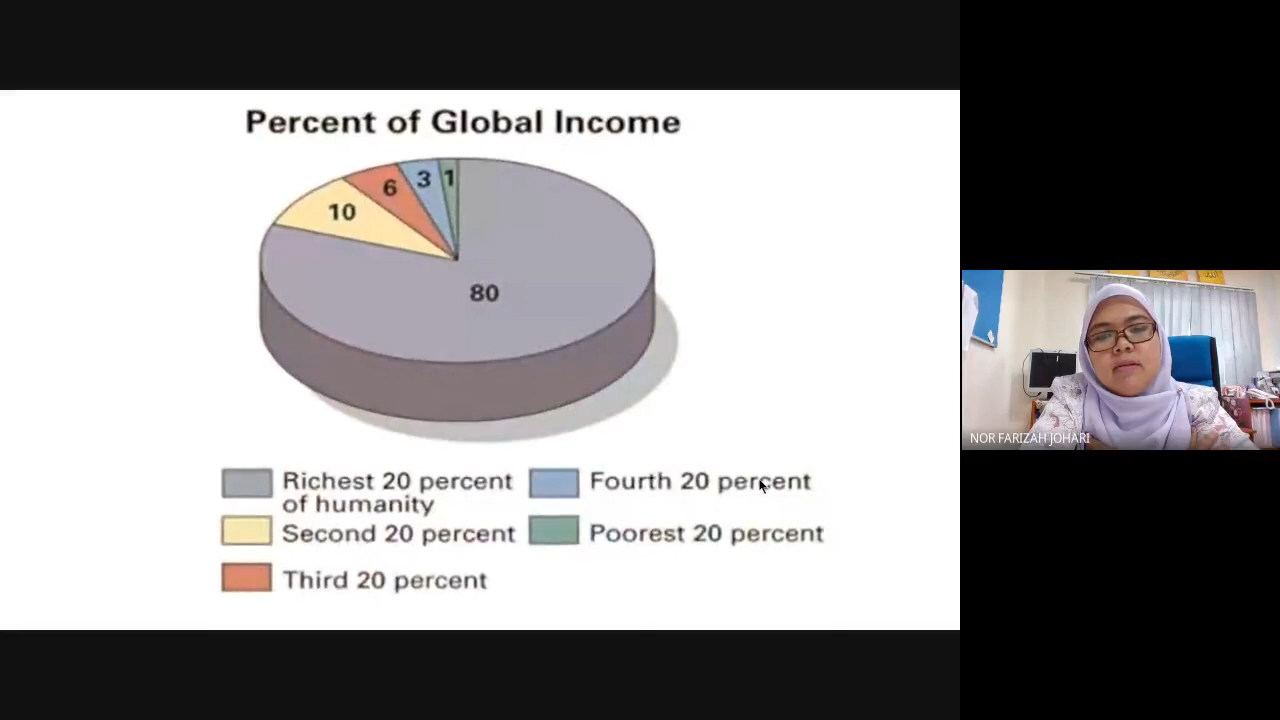 Percent of Global Income
10
6
3
1
80
Richest 20 percent
of humanity
Second 20 percent
Third 20 percent
Fourth 20 percent
Poorest 20 percent
NOR FARIZAH JOHARI